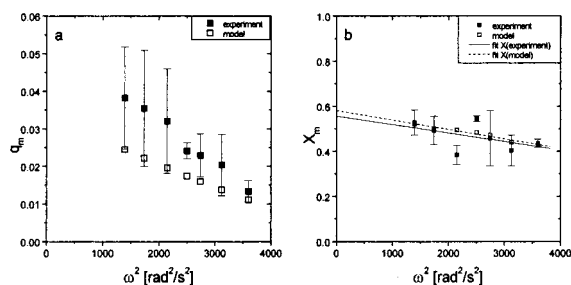 a
experiment
model
0.06
0.05
0.04
0.03
0.02
0.01
0.00
q_m
0
1000
2000
3000
4000
ω² [rad²/s²]
b
experiment
model
fit X(experiment)
fit X(model)
1.0
0.8
0.6
0.4
0.2
0.0
X_m
0
1000
2000
3000
4000
ω² [rad²/s²]